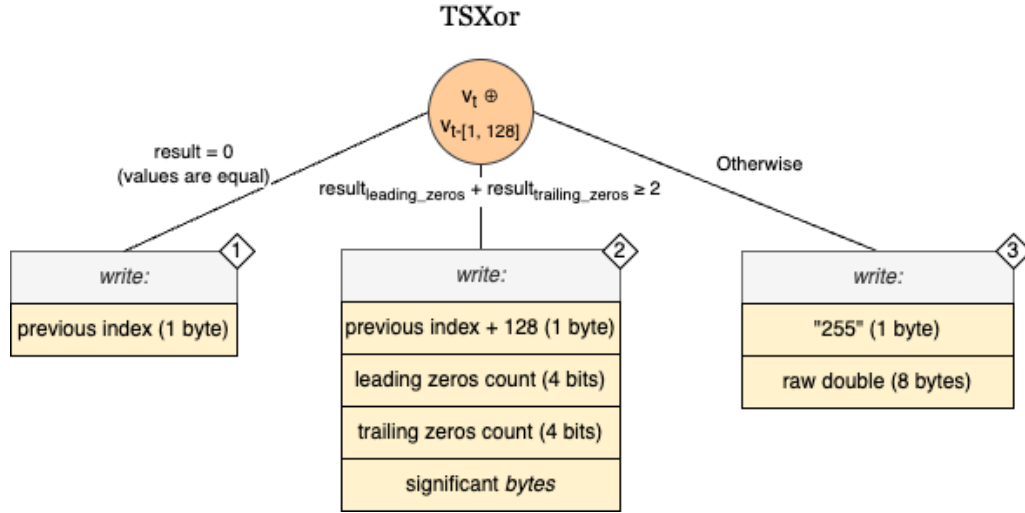 TSXor
v_t ⊕
v_t-[1, 128]
result = 0
(values are equal)
result_leading_zeros + result_trailing_zeros ≥ 2
Otherwise
1
write:
previous index (1 byte)
2
write:
previous index + 128 (1 byte)
leading zeros count (4 bits)
trailing zeros count (4 bits)
significant bytes
3
write:
"255" (1 byte)
raw double (8 bytes)